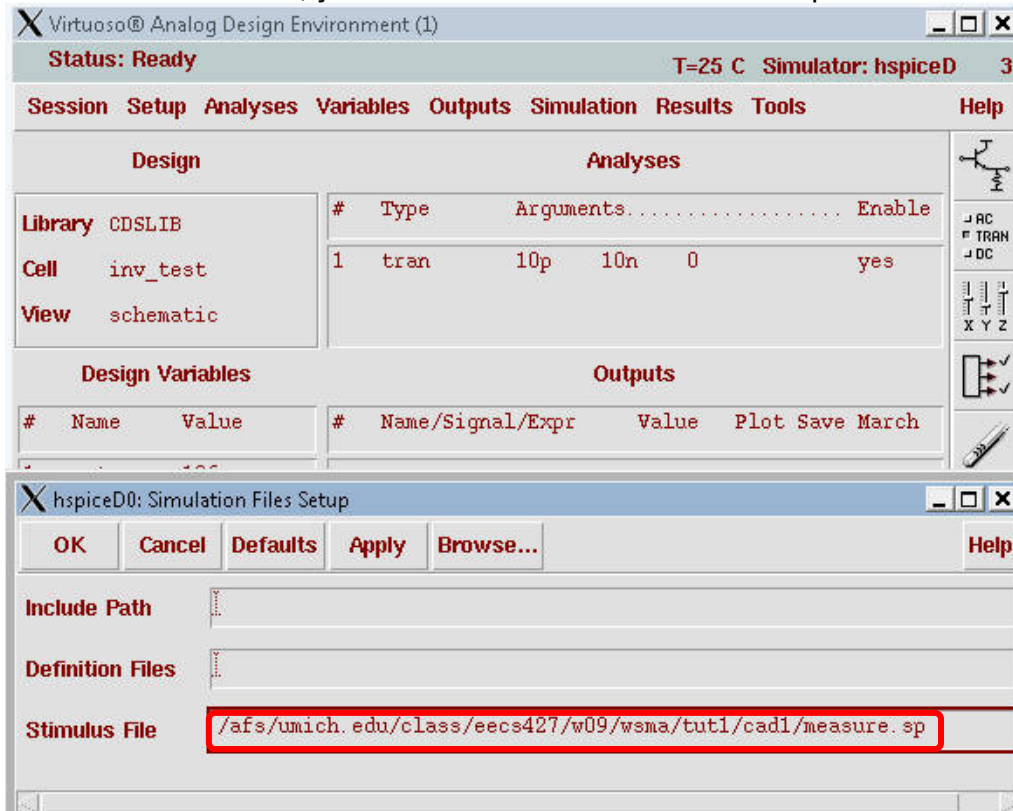 Virtuoso® Analog Design Environment (1)
Status: Ready T=25 C Simulator: hspiceD 3
Session Setup Analyses Variables Outputs Simulation Results Tools Help
Design Analyses
Library CDSLIB
# Type Arguments................... Enable
Cell inv_test
1 tran 10p 10n 0 yes
View schematic
AC
TRAN
DC
X Y Z
Design Variables Outputs
# Name Value # Name/Signal/Expr Value Plot Save March
hspiceD0: Simulation Files Setup
OK Cancel Defaults Apply Browse... Help
Include Path
Definition Files
Stimulus File /afs/umich.edu/class/eecs427/w09/wsma/tut1/cad1/measure.sp